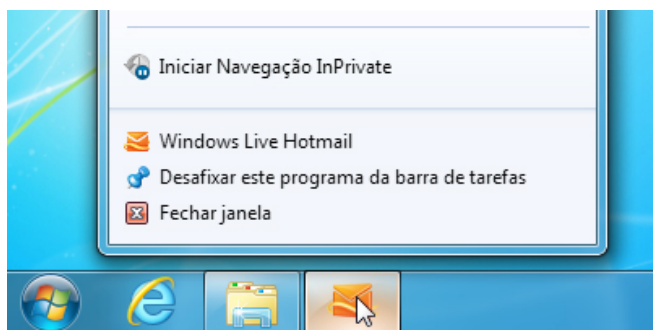 Iniciar Navegação InPrivate
Windows Live Hotmail
Desafixar este programa da barra de tarefas
Fechar janela